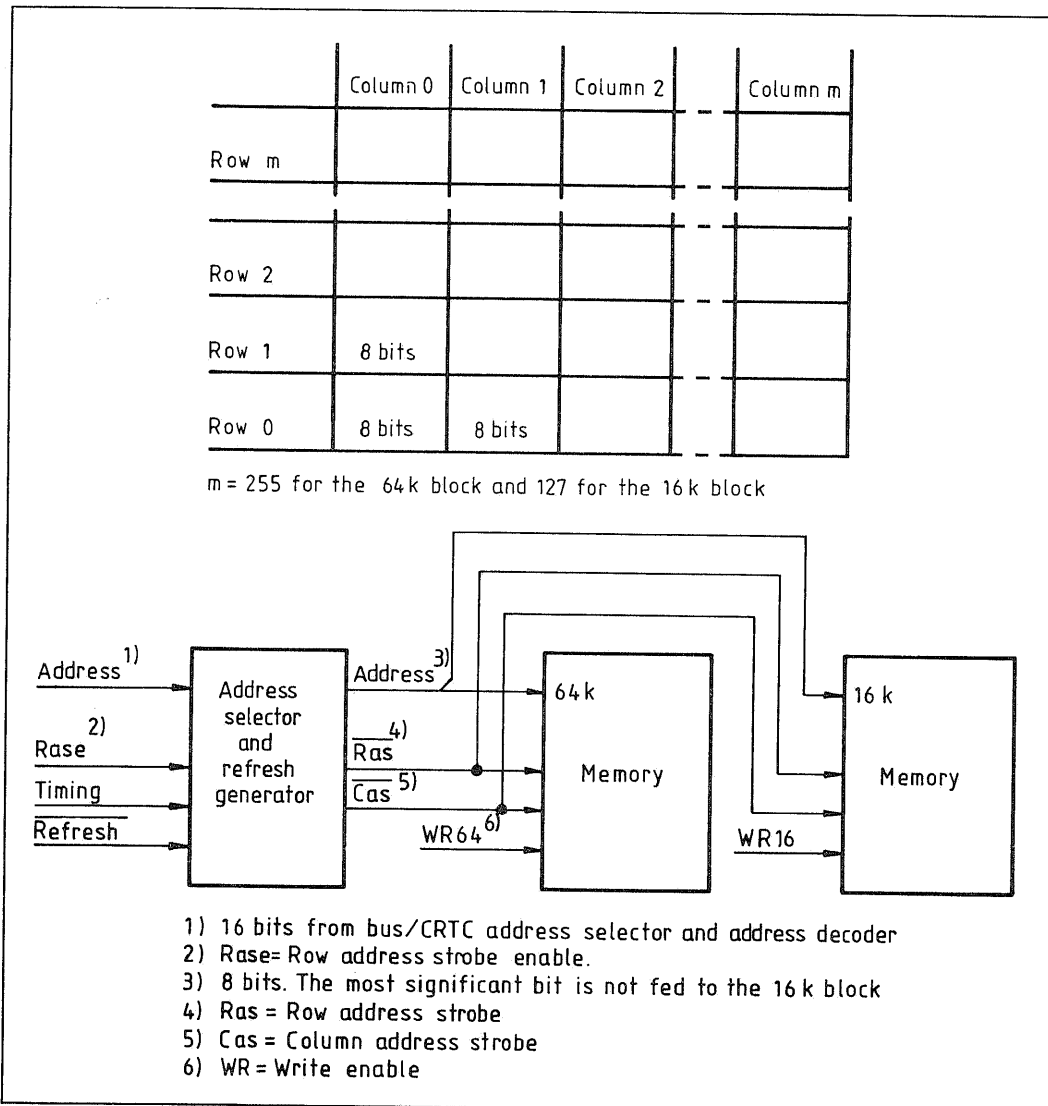 Column 0 Column 1 Column 2 Column m
Row m
Row 2
Row 1 8 bits
Row 0 8 bits 8 bits
m = 255 for the 64k block and 127 for the 16k block
Address 1)
Rase 2)
Timing
Refresh
Address
selector
and
refresh
generator
Address 3)
Ras 4)
Cas 5)
WR64 6)
64k
Memory
WR16
16k
Memory
1) 16 bits from bus/CRTC address selector and address decoder
2) Rase= Row address strobe enable.
3) 8 bits. The most significant bit is not fed to the 16k block
4) Ras = Row address strobe
5) Cas = Column address strobe
6) WR = Write enable